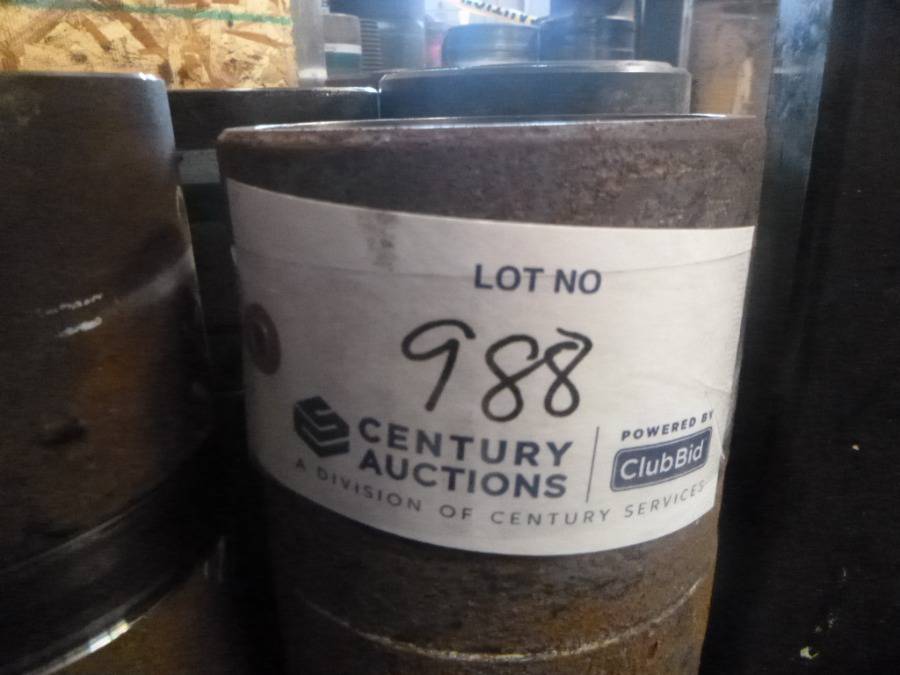 LOT NO
988
CENTURY
AUCTIONS
A DIVISION OF CENTURY SERVICES
POWERED BY
ClubBid